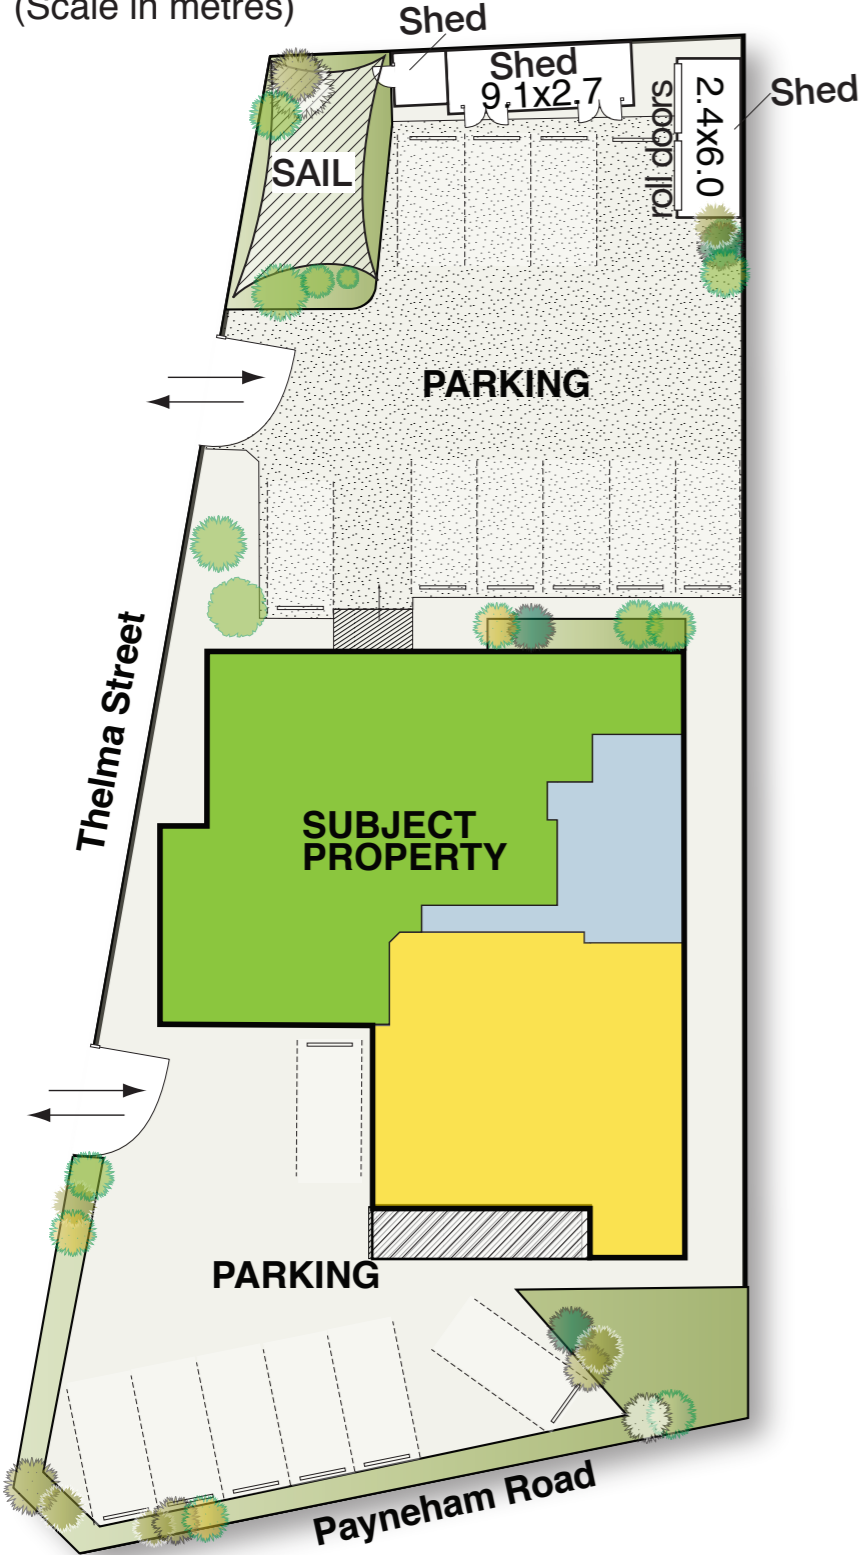 (Scale in metres)
Shed
Shed
9.1x2.7
Shed
roll doors
2.4x6.0
SAIL
PARKING
Thelma Street
SUBJECT
PROPERTY
PARKING
Payneham Road